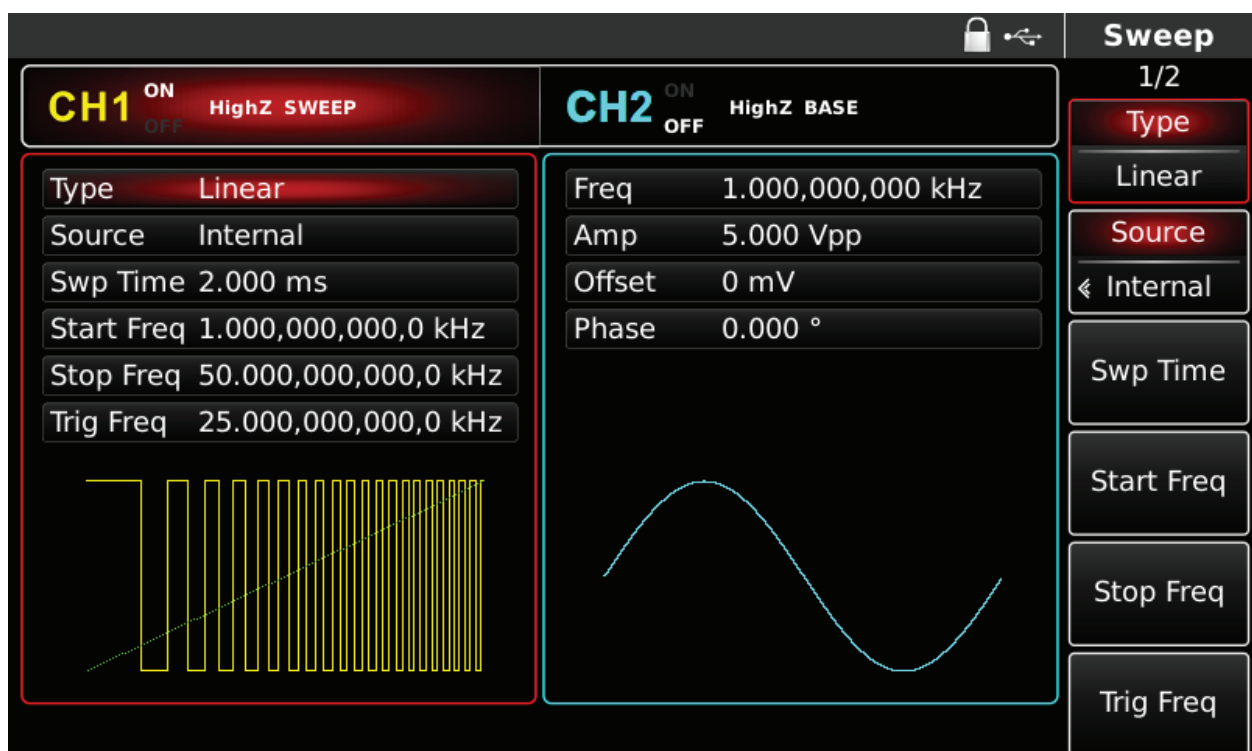 Sweep
CH1 ON OFF HighZ SWEEP
CH2 ON OFF HighZ BASE
1/2
Type Linear
Source Internal
Swp Time 2.000 ms
Start Freq 1.000,000,000,0 kHz
Stop Freq 50.000,000,000,0 kHz
Trig Freq 25.000,000,000,0 kHz
Freq 1.000,000,000 kHz
Amp 5.000 Vpp
Offset 0 mV
Phase 0.000 °
Type
Linear
Source
Internal
Swp Time
Start Freq
Stop Freq
Trig Freq